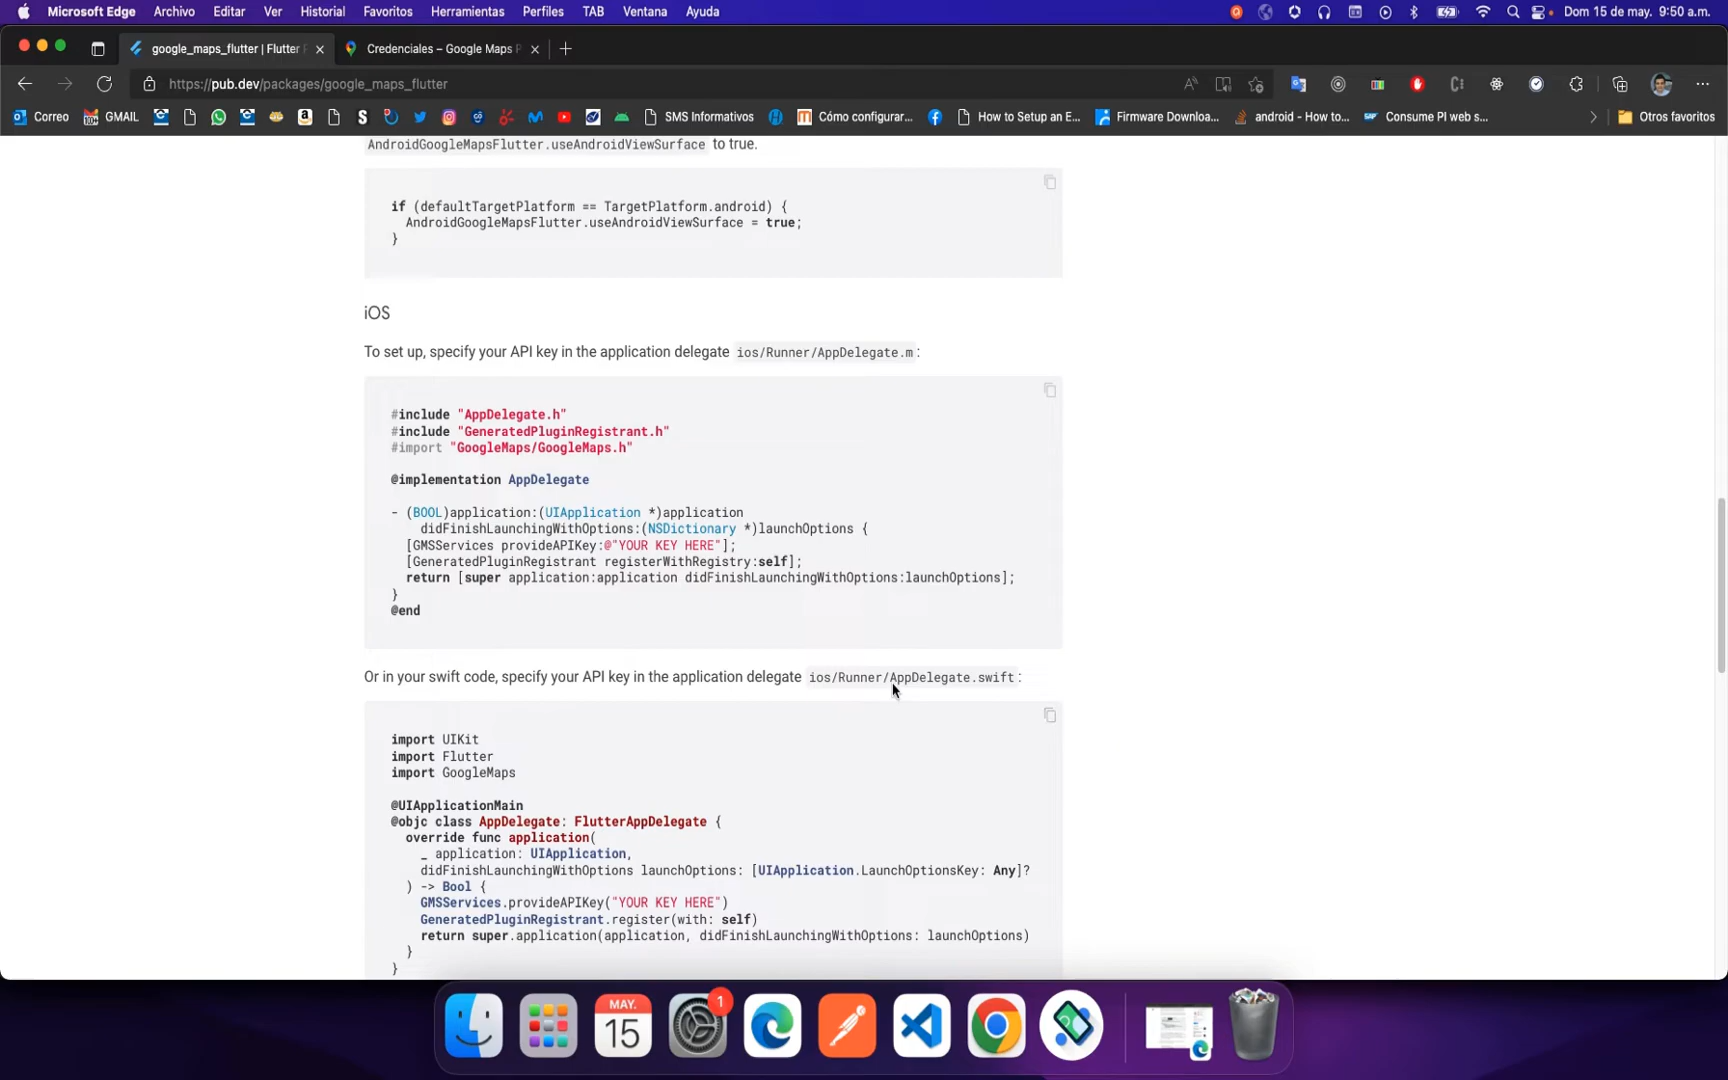 Microsoft Edge Archivo Editar Ver Historial Favoritos Herramientas Perfiles TAB Ventana Ayuda Dom 15 de may. 9:50 a.m.
google_maps_flutter | Flutter Credenciales – Google Maps
https://pub.dev/packages/google_maps_flutter
Correo GMAIL SMS Informativos Cómo configurar... How to Setup an E... Firmware Download... android - How to... Consume PI web s... Otros favoritos
AndroidGoogleMapsFlutter.useAndroidViewSurface to true.
if (defaultTargetPlatform == TargetPlatform.android) {
AndroidGoogleMapsFlutter.useAndroidViewSurface = true;
}
iOS
To set up, specify your API key in the application delegate ios/Runner/AppDelegate.m:
#include "AppDelegate.h"
#include "GeneratedPluginRegistrant.h"
#import "GoogleMaps/GoogleMaps.h"
@implementation AppDelegate
- (BOOL)application:(UIApplication *)application
didFinishLaunchingWithOptions:(NSDictionary *)launchOptions {
[GMSServices provideAPIKey:@"YOUR KEY HERE"];
[GeneratedPluginRegistrant registerWithRegistry:self];
return [super application:application didFinishLaunchingWithOptions:launchOptions];
}
@end
Or in your swift code, specify your API key in the application delegate ios/Runner/AppDelegate.swift:
import UIKit
import Flutter
import GoogleMaps
@UIApplicationMain
@objc class AppDelegate: FlutterAppDelegate {
override func application(
_ application: UIApplication,
didFinishLaunchingWithOptions launchOptions: [UIApplication.LaunchOptionsKey: Any]?
) -> Bool {
GMSServices.provideAPIKey("YOUR KEY HERE")
GeneratedPluginRegistrant.register(with: self)
return super.application(application, didFinishLaunchingWithOptions: launchOptions)
}
}
MAY.
15
1